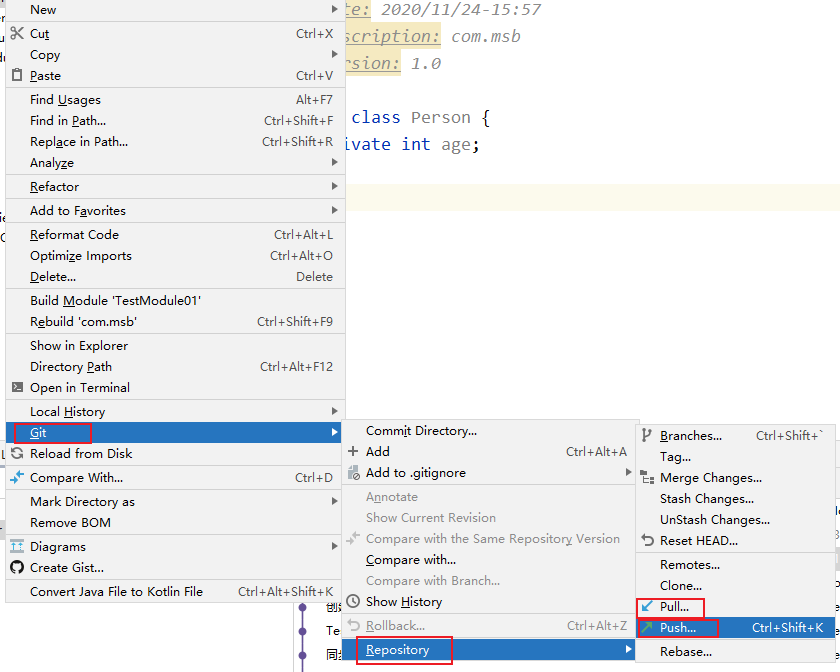 New
Cut Ctrl+X
Copy
Paste Ctrl+V
Find Usages Alt+F7
Find in Path... Ctrl+Shift+F
Replace in Path... Ctrl+Shift+R
Analyze
Refactor
Add to Favorites
Reformat Code Ctrl+Alt+L
Optimize Imports Ctrl+Alt+O
Delete... Delete
Build Module 'TestModule01'
Rebuild 'com.msb' Ctrl+Shift+F9
Show in Explorer
Directory Path Ctrl+Alt+F12
Open in Terminal
Local History
Git
Reload from Disk
Compare With... Ctrl+D
Mark Directory as
Remove BOM
Diagrams
Create Gist...
Convert Java File to Kotlin File Ctrl+Alt+Shift+K
te: 2020/11/24-15:57
scription: com.msb
rsion: 1.0
class Person {
ivate int age;
Commit Directory...
Add Ctrl+Alt+A
Add to .gitignore
Annotate
Show Current Revision
Compare with the Same Repository Version
Compare with...
Compare with Branch...
Show History
Rollback... Ctrl+Alt+Z
Repository
Branches... Ctrl+Shift+`
Tag...
Merge Changes...
Stash Changes...
UnStash Changes...
Reset HEAD...
Remotes...
Clone...
Pull...
Push... Ctrl+Shift+K
Rebase...
创
Te
同